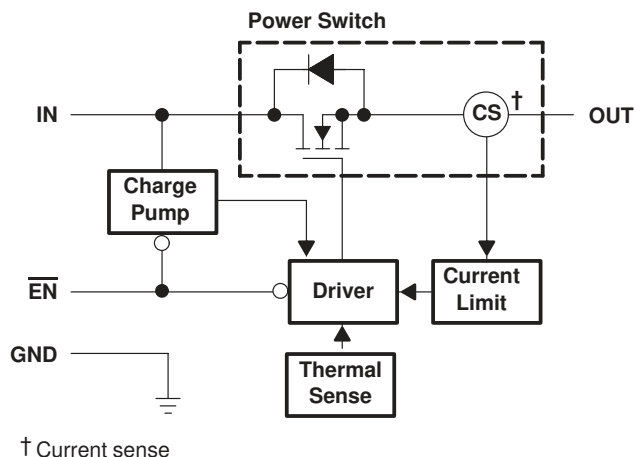 Power Switch
IN
CS
†
OUT
Charge
Pump
EN
Driver
Current
Limit
GND
Thermal
Sense
† Current sense